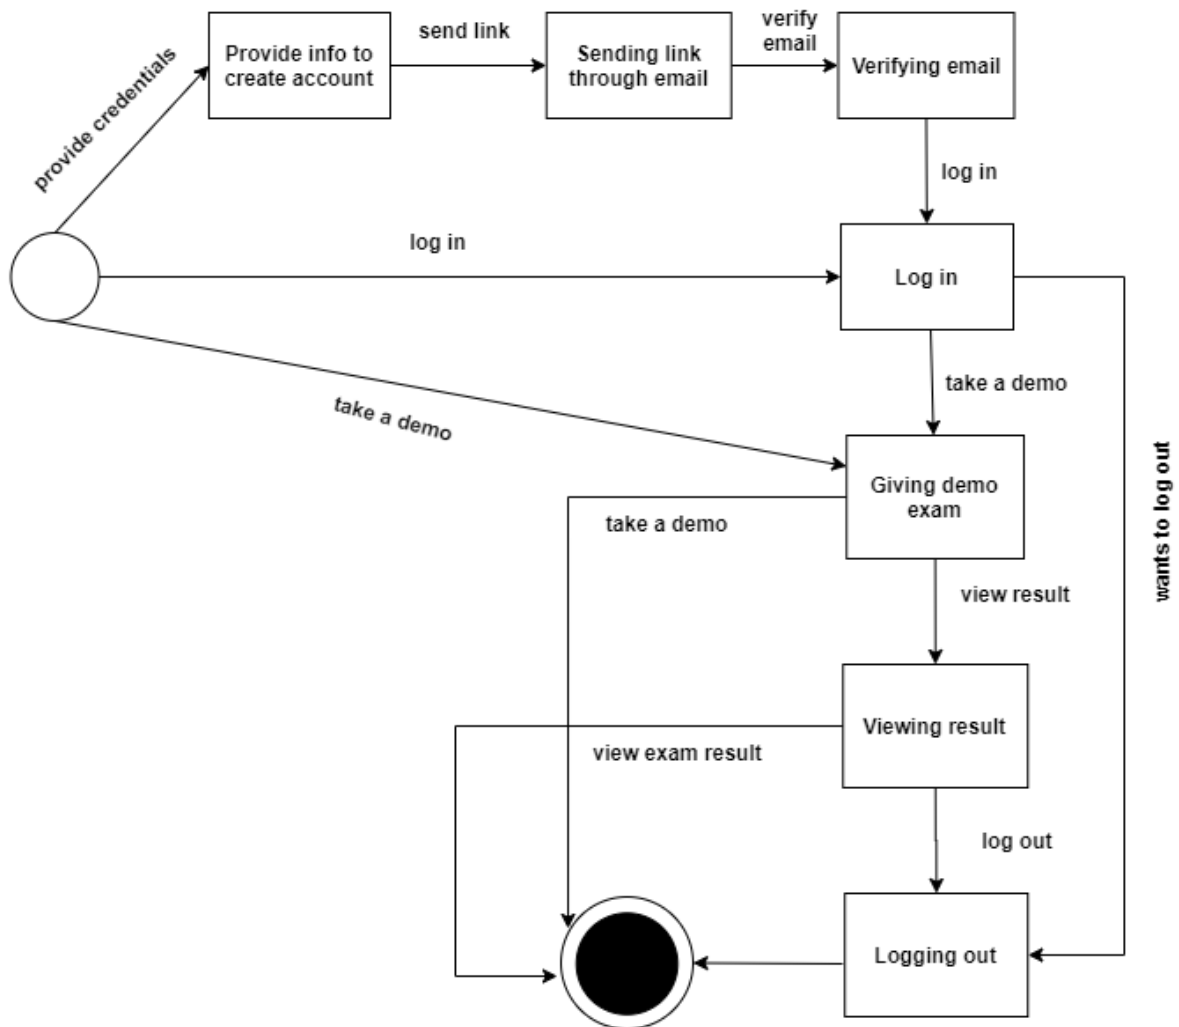 provide credentials
Provide info to
create account
send link
Sending link
through email
verify
email
Verifying email
log in
log in
Log in
take a demo
take a demo
Giving demo
exam
take a demo
wants to log out
view result
Viewing result
view exam result
log out
Logging out